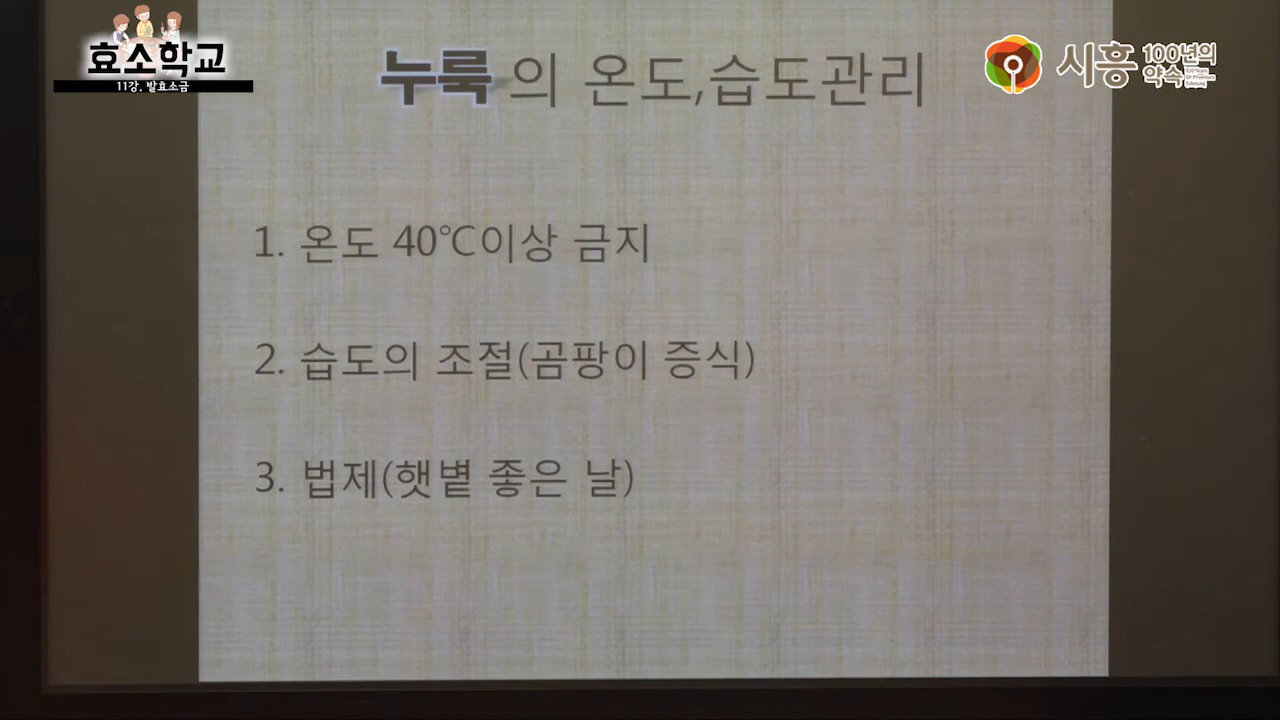 효소학교
11강. 발효소금
시흥 100년의 약속
누룩의 온도,습도관리
1. 온도 40℃이상 금지
2. 습도의 조절(곰팡이 증식)
3. 법제(햇볕 좋은 날)